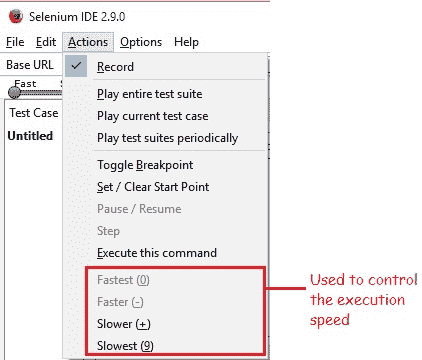 Selenium IDE 2.9.0
File Edit Actions Options Help
Base URL
Fast
Test Case
Untitled
Record
Play entire test suite
Play current test case
Play test suites periodically
Toggle Breakpoint
Set / Clear Start Point
Pause / Resume
Step
Execute this command
Fastest (0)
Faster (-)
Slower (+)
Slowest (9)
Used to control
the execution
speed